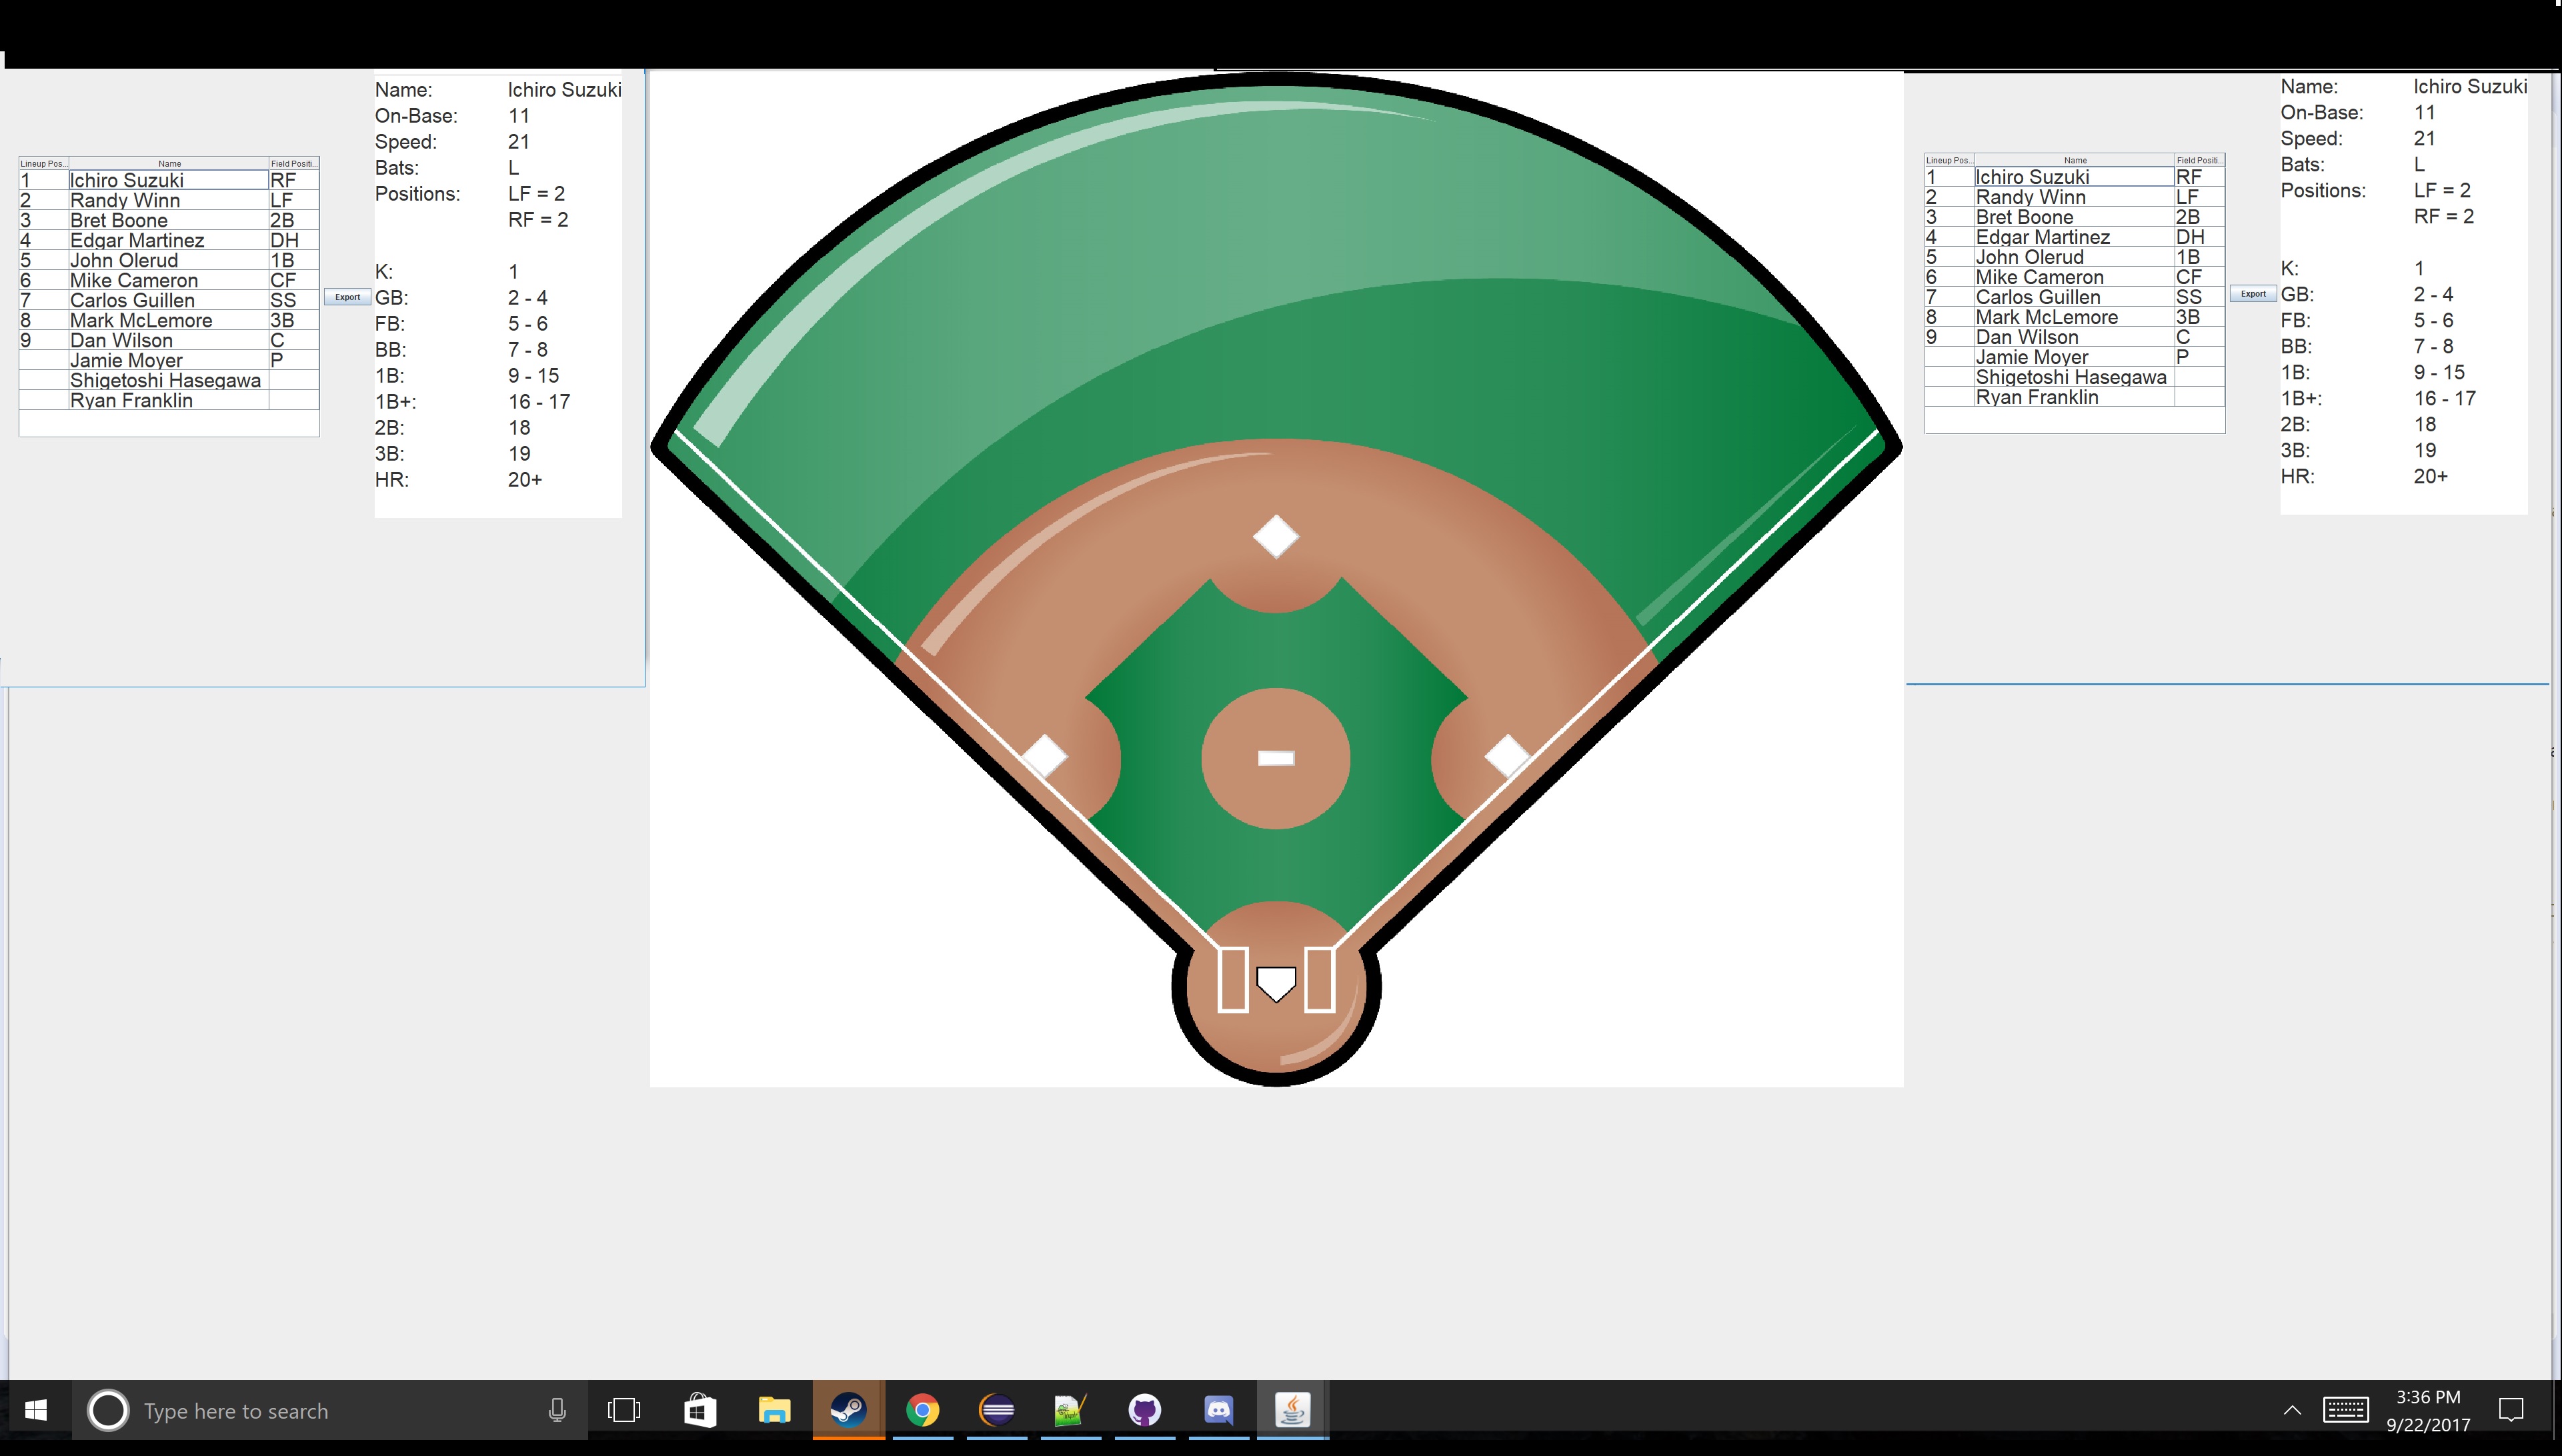 Lineup Pos... Name Field Positi...
1 Ichiro Suzuki RF
2 Randy Winn LF
3 Bret Boone 2B
4 Edgar Martinez DH
5 John Olerud 1B
6 Mike Cameron CF
7 Carlos Guillen SS
8 Mark McLemore 3B
9 Dan Wilson C
Jamie Moyer P
Shigetoshi Hasegawa
Ryan Franklin
Export
Name: Ichiro Suzuki
On-Base: 11
Speed: 21
Bats: L
Positions: LF = 2
RF = 2
K: 1
GB: 2 - 4
FB: 5 - 6
BB: 7 - 8
1B: 9 - 15
1B+: 16 - 17
2B: 18
3B: 19
HR: 20+
Lineup Pos... Name Field Positi...
1 Ichiro Suzuki RF
2 Randy Winn LF
3 Bret Boone 2B
4 Edgar Martinez DH
5 John Olerud 1B
6 Mike Cameron CF
7 Carlos Guillen SS
8 Mark McLemore 3B
9 Dan Wilson C
Jamie Moyer P
Shigetoshi Hasegawa
Ryan Franklin
Export
Name: Ichiro Suzuki
On-Base: 11
Speed: 21
Bats: L
Positions: LF = 2
RF = 2
K: 1
GB: 2 - 4
FB: 5 - 6
BB: 7 - 8
1B: 9 - 15
1B+: 16 - 17
2B: 18
3B: 19
HR: 20+
Type here to search
3:36 PM
9/22/2017